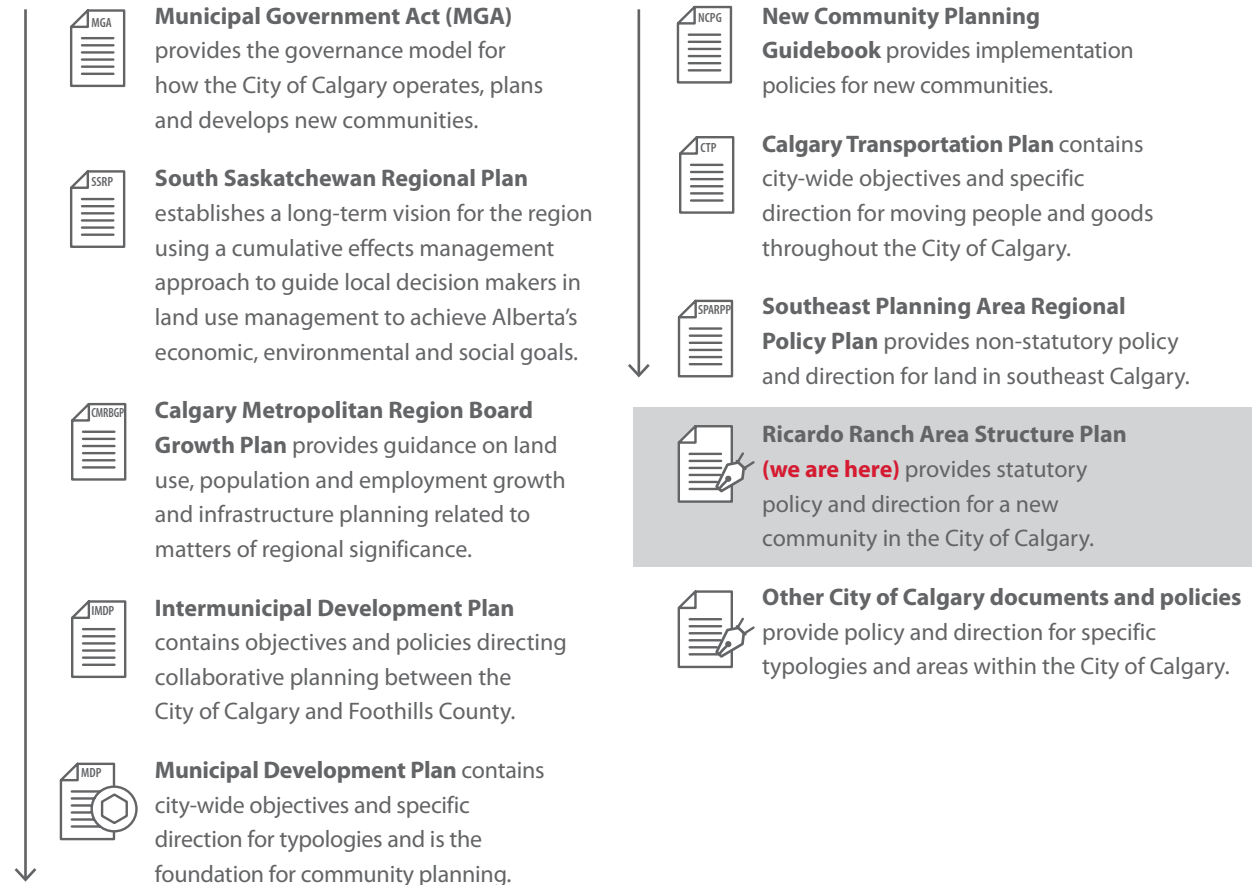 MGA
Municipal Government Act (MGA)
provides the governance model for
how the City of Calgary operates, plans
and develops new communities.
SSRP
South Saskatchewan Regional Plan
establishes a long-term vision for the region
using a cumulative effects management
approach to guide local decision makers in
land use management to achieve Alberta’s
economic, environmental and social goals.
CMRBGP
Calgary Metropolitan Region Board
Growth Plan provides guidance on land
use, population and employment growth
and infrastructure planning related to
matters of regional significance.
IMDP
Intermunicipal Development Plan
contains objectives and policies directing
collaborative planning between the
City of Calgary and Foothills County.
MDP
Municipal Development Plan contains
city-wide objectives and specific
direction for typologies and is the
foundation for community planning.
NCPG
New Community Planning
Guidebook provides implementation
policies for new communities.
CTP
Calgary Transportation Plan contains
city-wide objectives and specific
direction for moving people and goods
throughout the City of Calgary.
SPARPP
Southeast Planning Area Regional
Policy Plan provides non-statutory policy
and direction for land in southeast Calgary.
Ricardo Ranch Area Structure Plan
(we are here) provides statutory
policy and direction for a new
community in the City of Calgary.
Other City of Calgary documents and policies
provide policy and direction for specific
typologies and areas within the City of Calgary.